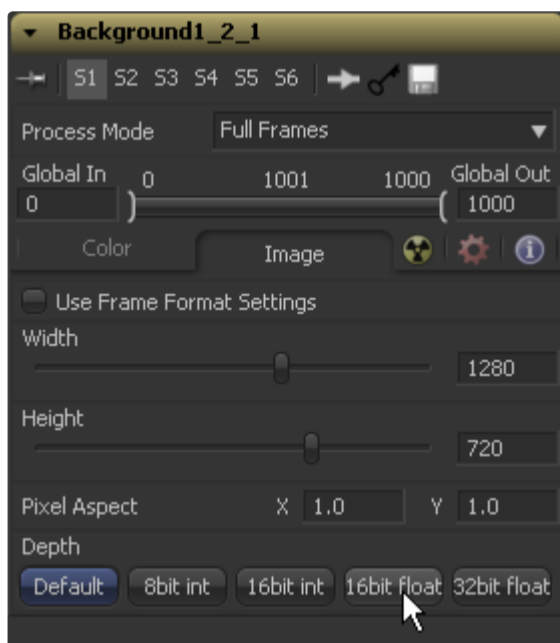 Background1_2_1
S1 S2 S3 S4 S5 S6
Process Mode Full Frames
Global In 0 1001 1000 Global Out
0 1000
Color Image
Use Frame Format Settings
Width
1280
Height
720
Pixel Aspect X 1.0 Y 1.0
Depth
Default 8bit int 16bit int 16bit float 32bit float